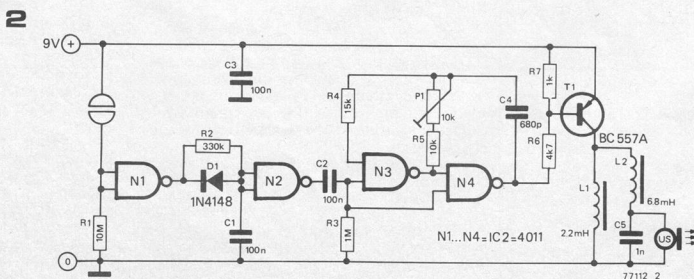 2
9V +
C3
100n
R7
1k
T1
R4
15k
P1
10k
C4
680p
BC 557A
R2
330k
R5
10k
R6
4k7
D1
N1
N2
C2
100n
N3
N4
L2
1N4148
6.8mH
L1
R1
10M
C1
100n
R3
1M
N1...N4=IC2=4011
2.2mH
C5
1n
US
0
77112 2